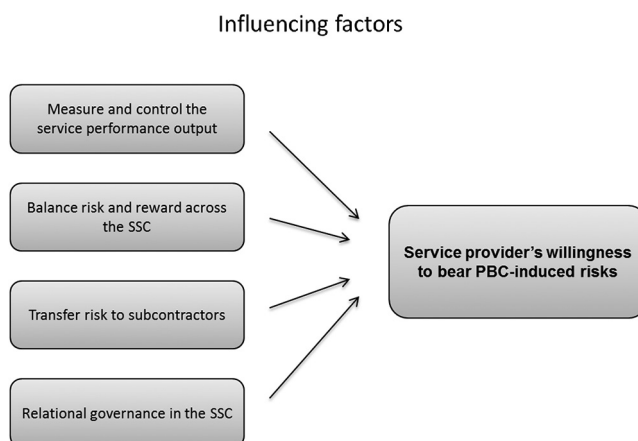 Influencing factors
Measure and control the
service performance output
Balance risk and reward across
the SSC
Transfer risk to subcontractors
Relational governance in the SSC
Service provider's willingness
to bear PBC-induced risks